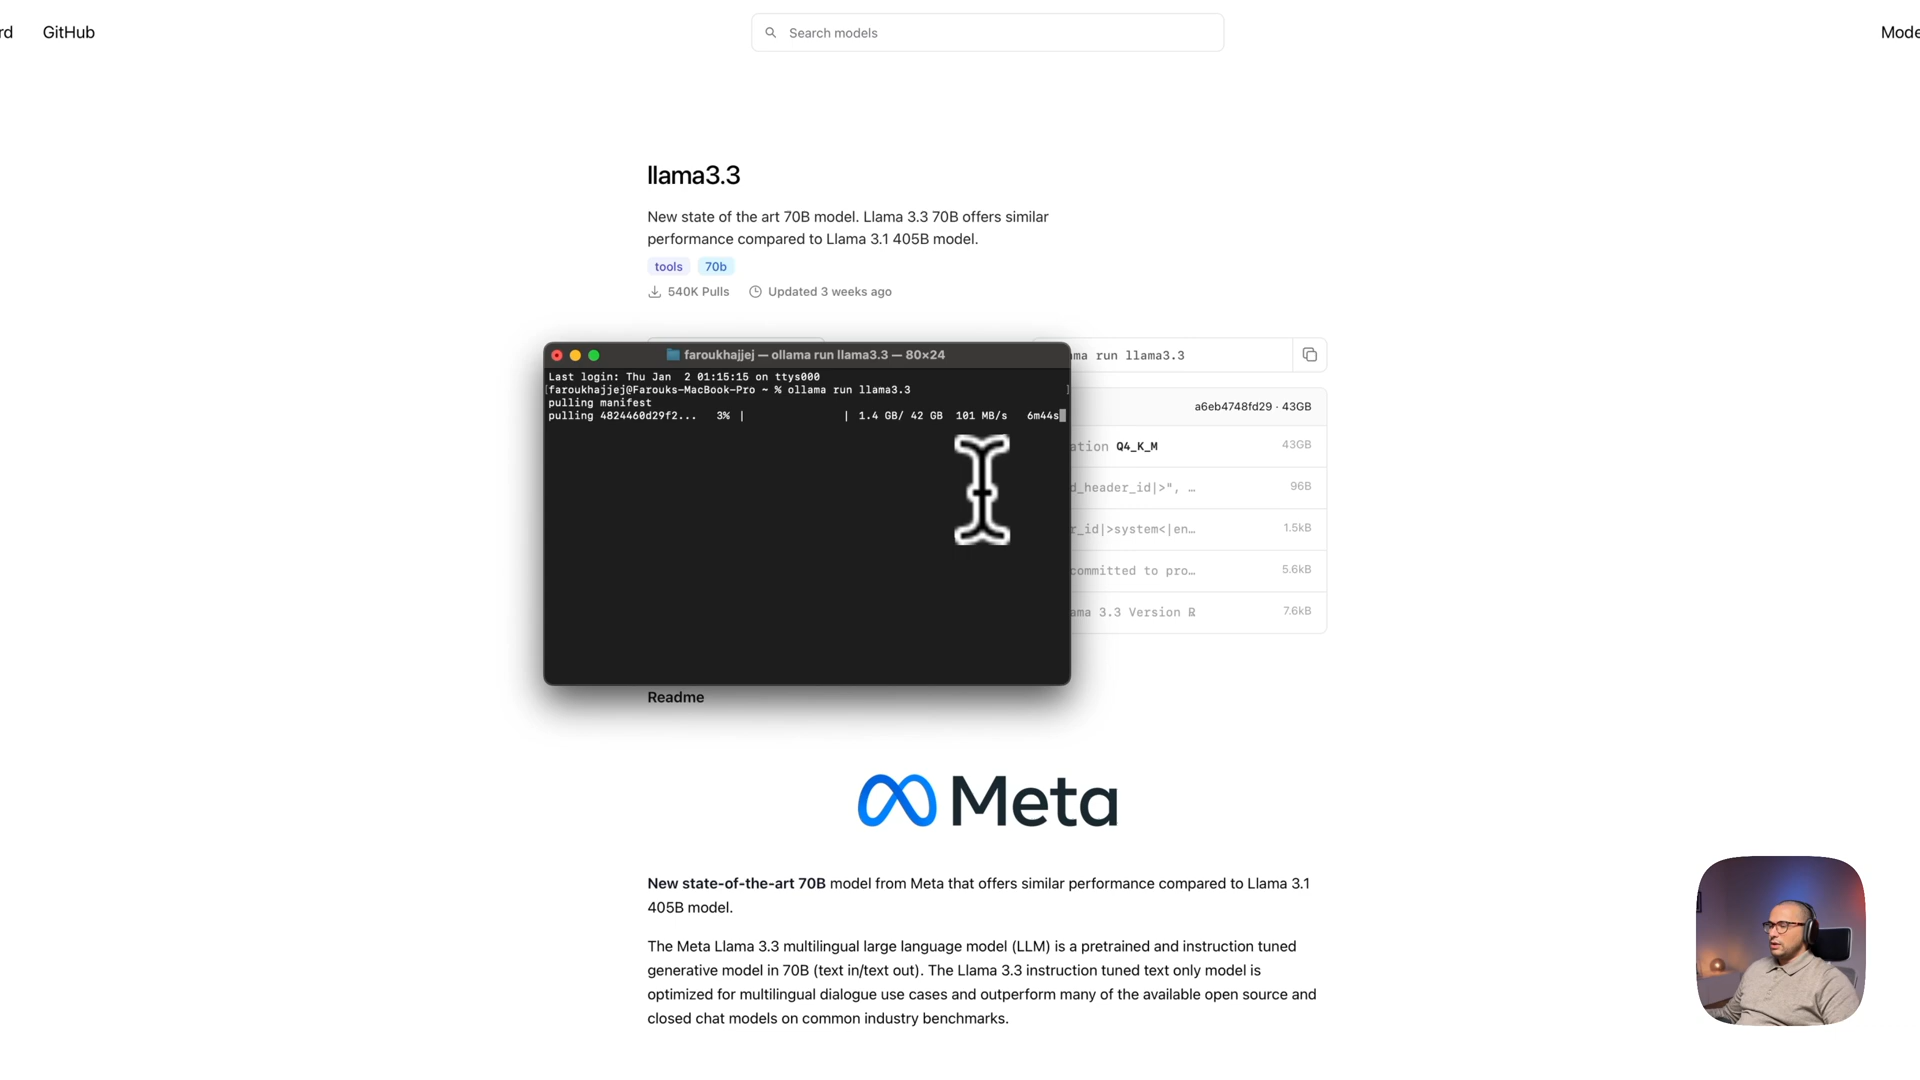 rd GitHub
Search models
Mode
llama3.3
New state of the art 70B model. Llama 3.3 70B offers similar
performance compared to Llama 3.1 405B model.
tools 70b
540K Pulls Updated 3 weeks ago
faroukhajjej — ollama run llama3.3 — 80×24
Last login: Thu Jan 2 01:15:15 on ttys000
[faroukhajjej@Farouks-MacBook-Pro ~ % ollama run llama3.3 ]
pulling manifest
pulling 4824460d29f2... 3% | | 1.4 GB/ 42 GB 101 MB/s 6m44s
ma run llama3.3
a6eb4748fd29 · 43GB
ation Q4_K_M 43GB
d_header_id|>", … 96B
r_id|>system<|en… 1.5kB
committed to pro… 5.6kB
ama 3.3 Version R 7.6kB
Readme
Meta
New state-of-the-art 70B model from Meta that offers similar performance compared to Llama 3.1
405B model.
The Meta Llama 3.3 multilingual large language model (LLM) is a pretrained and instruction tuned
generative model in 70B (text in/text out). The Llama 3.3 instruction tuned text only model is
optimized for multilingual dialogue use cases and outperform many of the available open source and
closed chat models on common industry benchmarks.